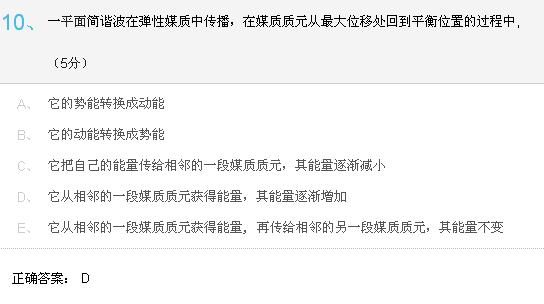 10、一平面简谐波在弹性媒质中传播，在媒质质元从最大位移处回到平衡位置的过程中，
（5分）
A、 它的势能转换成动能
B、 它的动能转换成势能
C、 它把自己的能量传给相邻的一段媒质质元，其能量逐渐减小
D、 它从相邻的一段媒质质元获得能量，其能量逐渐增加
E、 它从相邻的一段媒质质元获得能量, 再传给相邻的另一段媒质质元，其能量不变
正确答案： D